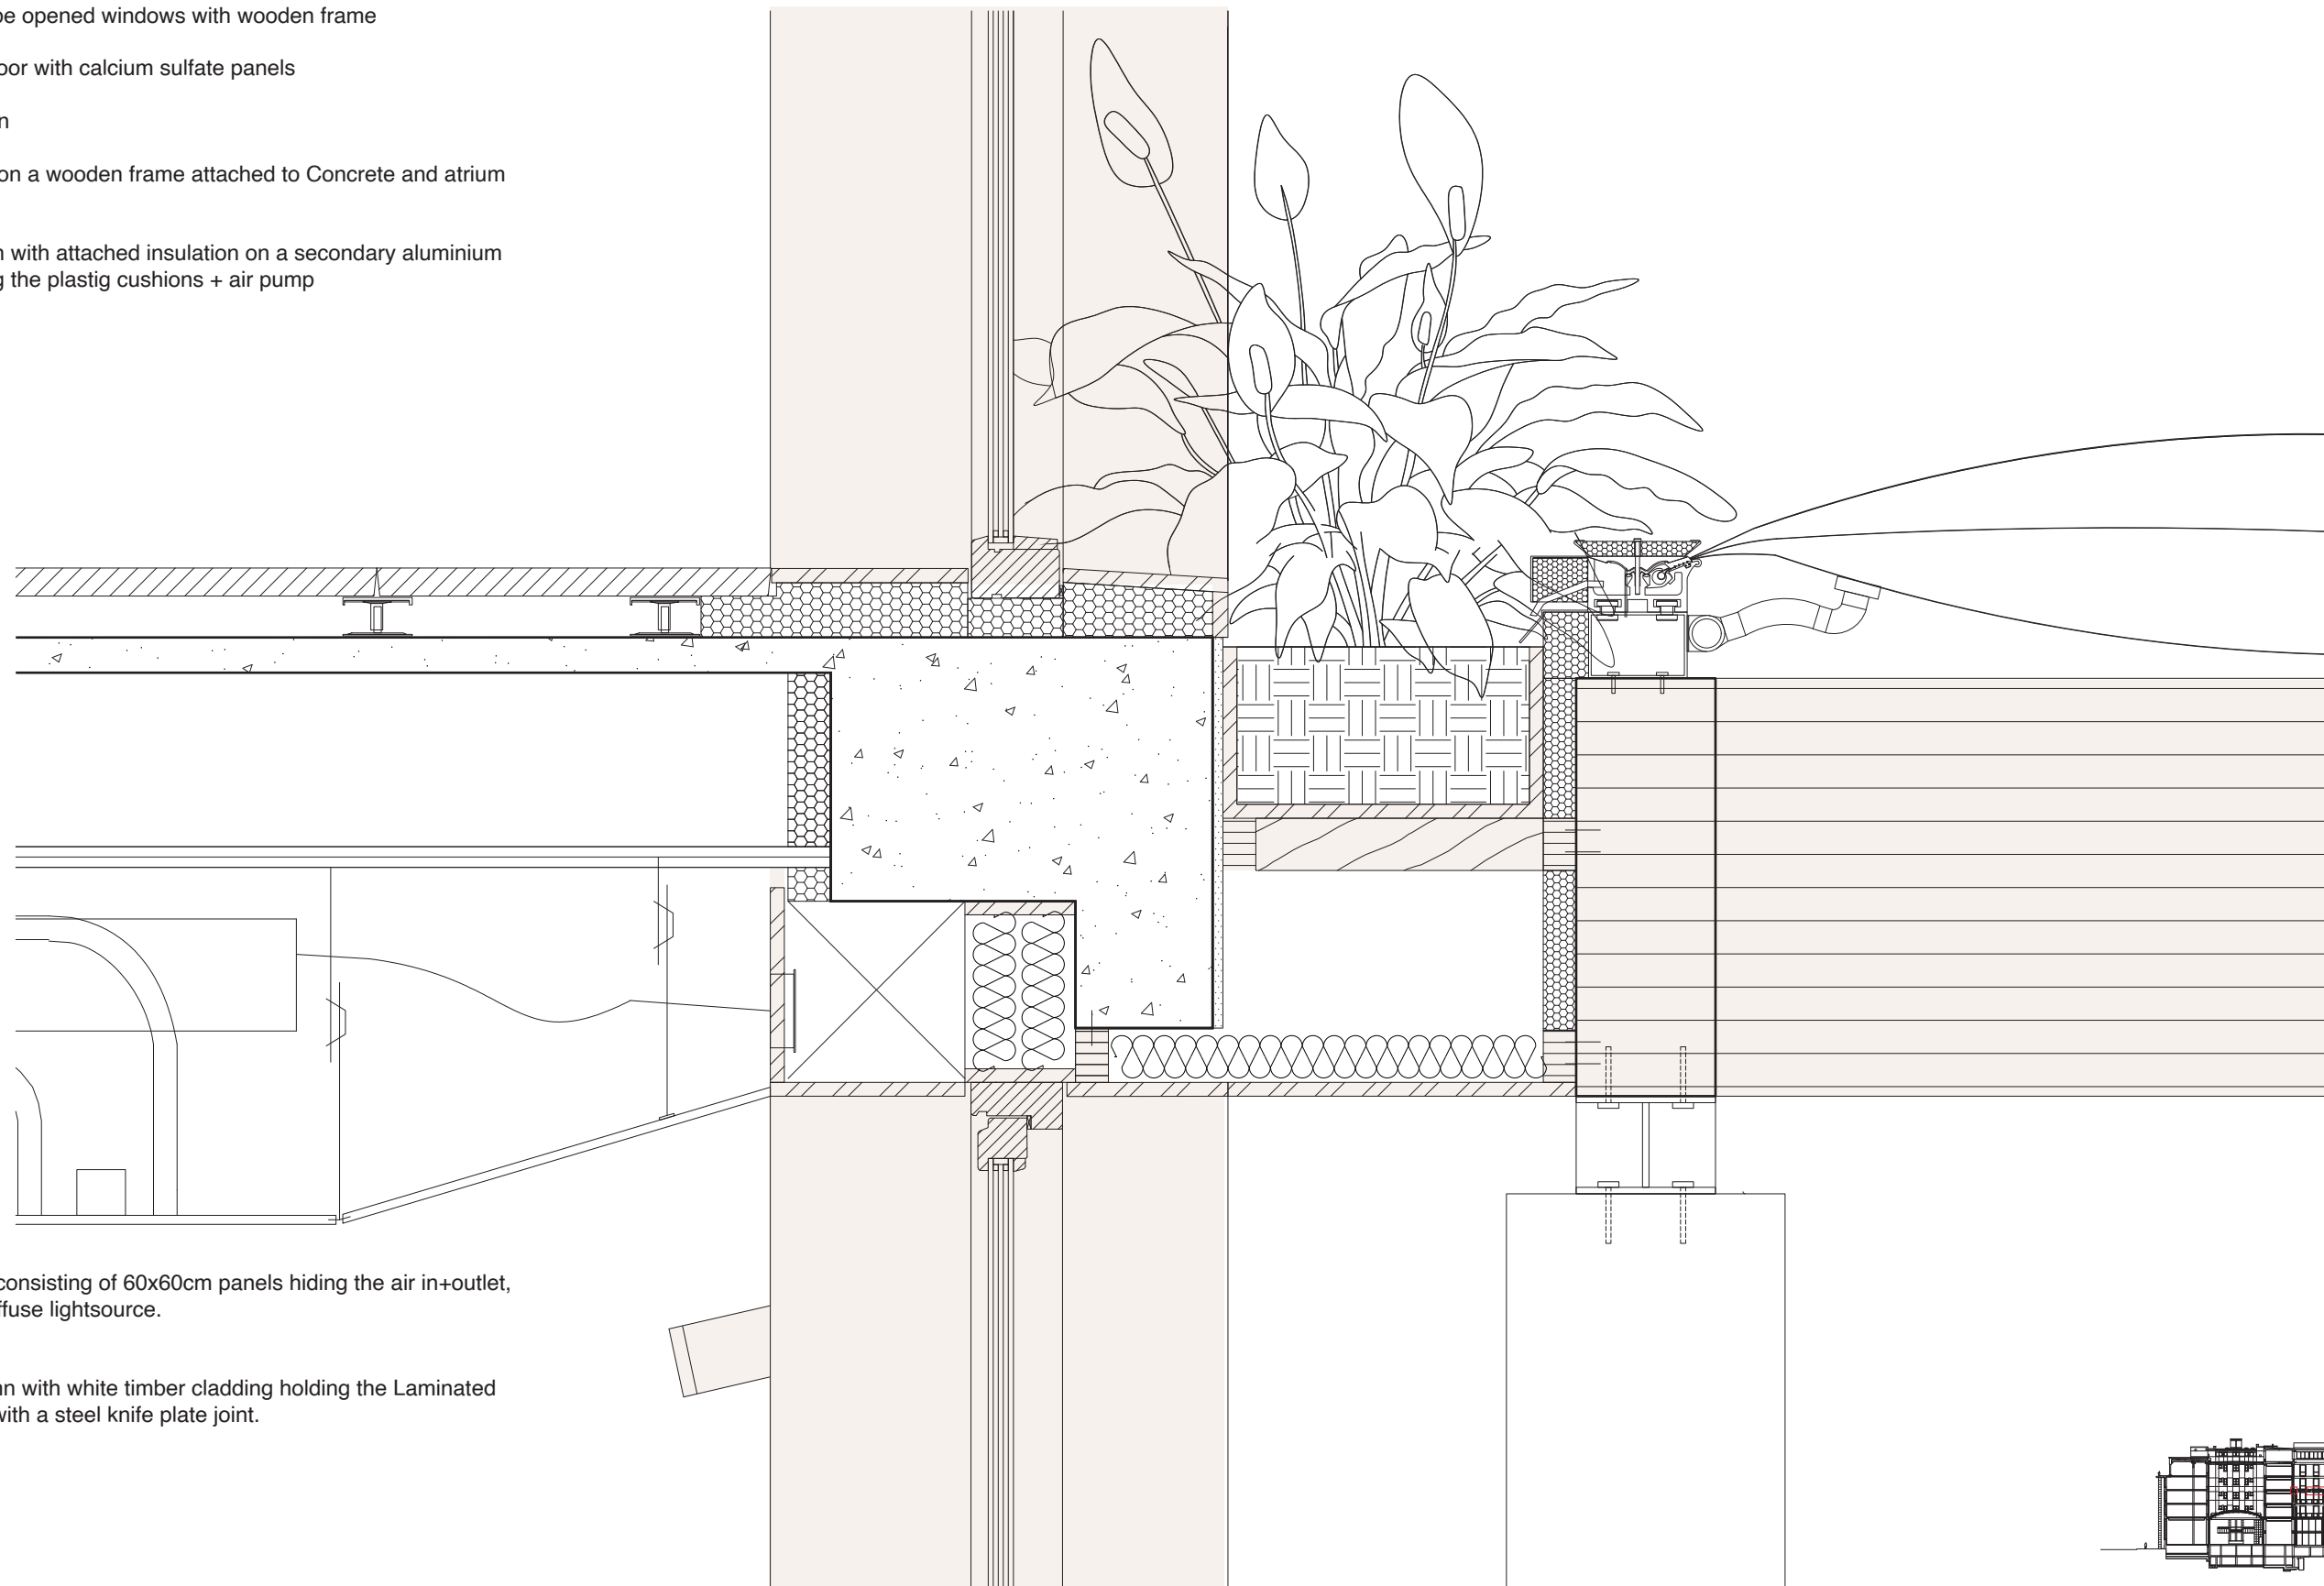 be opened windows with wooden frame
oor with calcium sulfate panels
n
on a wooden frame attached to Concrete and atrium
n with attached insulation on a secondary aluminium
g the plastig cushions + air pump
consisting of 60x60cm panels hiding the air in+outlet,
ffuse lightsource.
nn with white timber cladding holding the Laminated
with a steel knife plate joint.